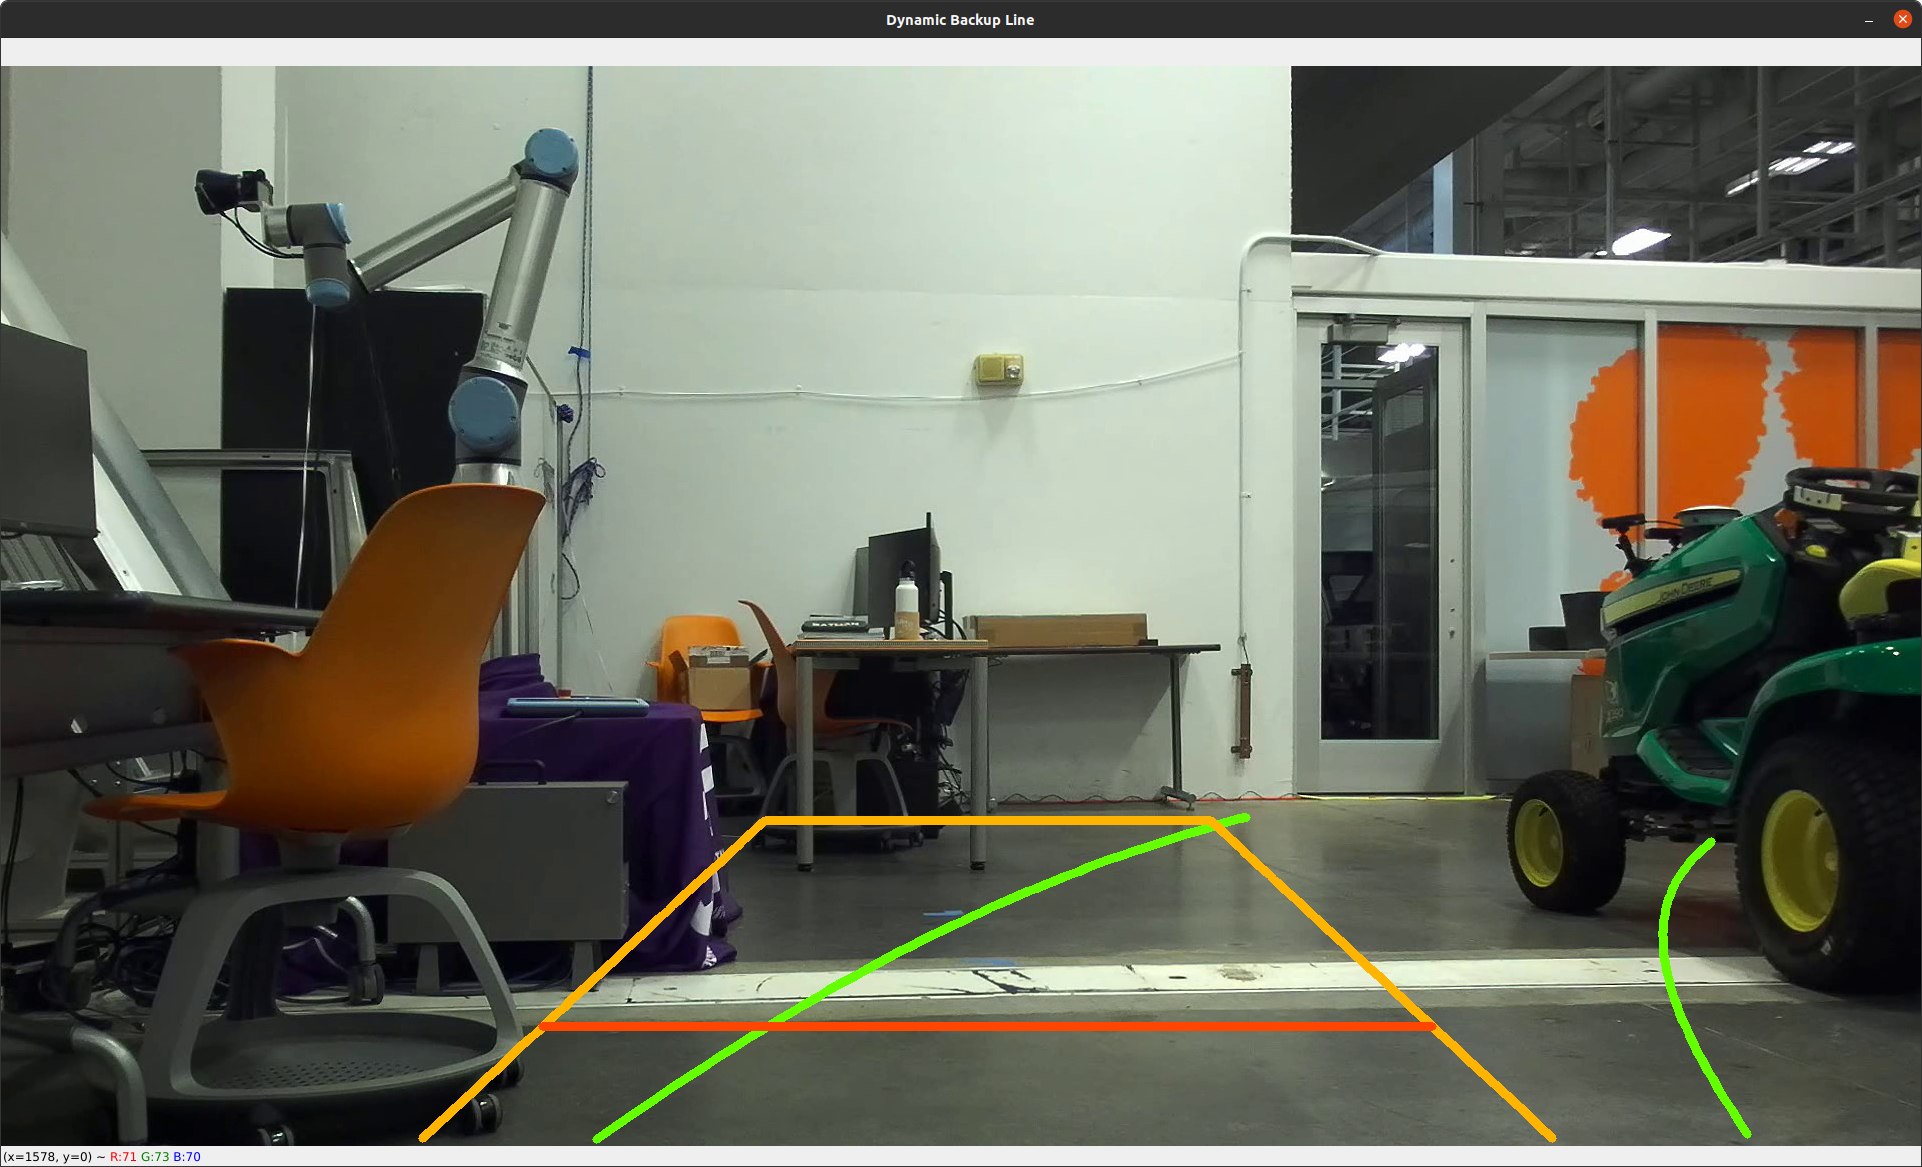 Dynamic Backup Line
JOHN DEERE
(x=1578, y=0) ~ R:71 G:73 B:70